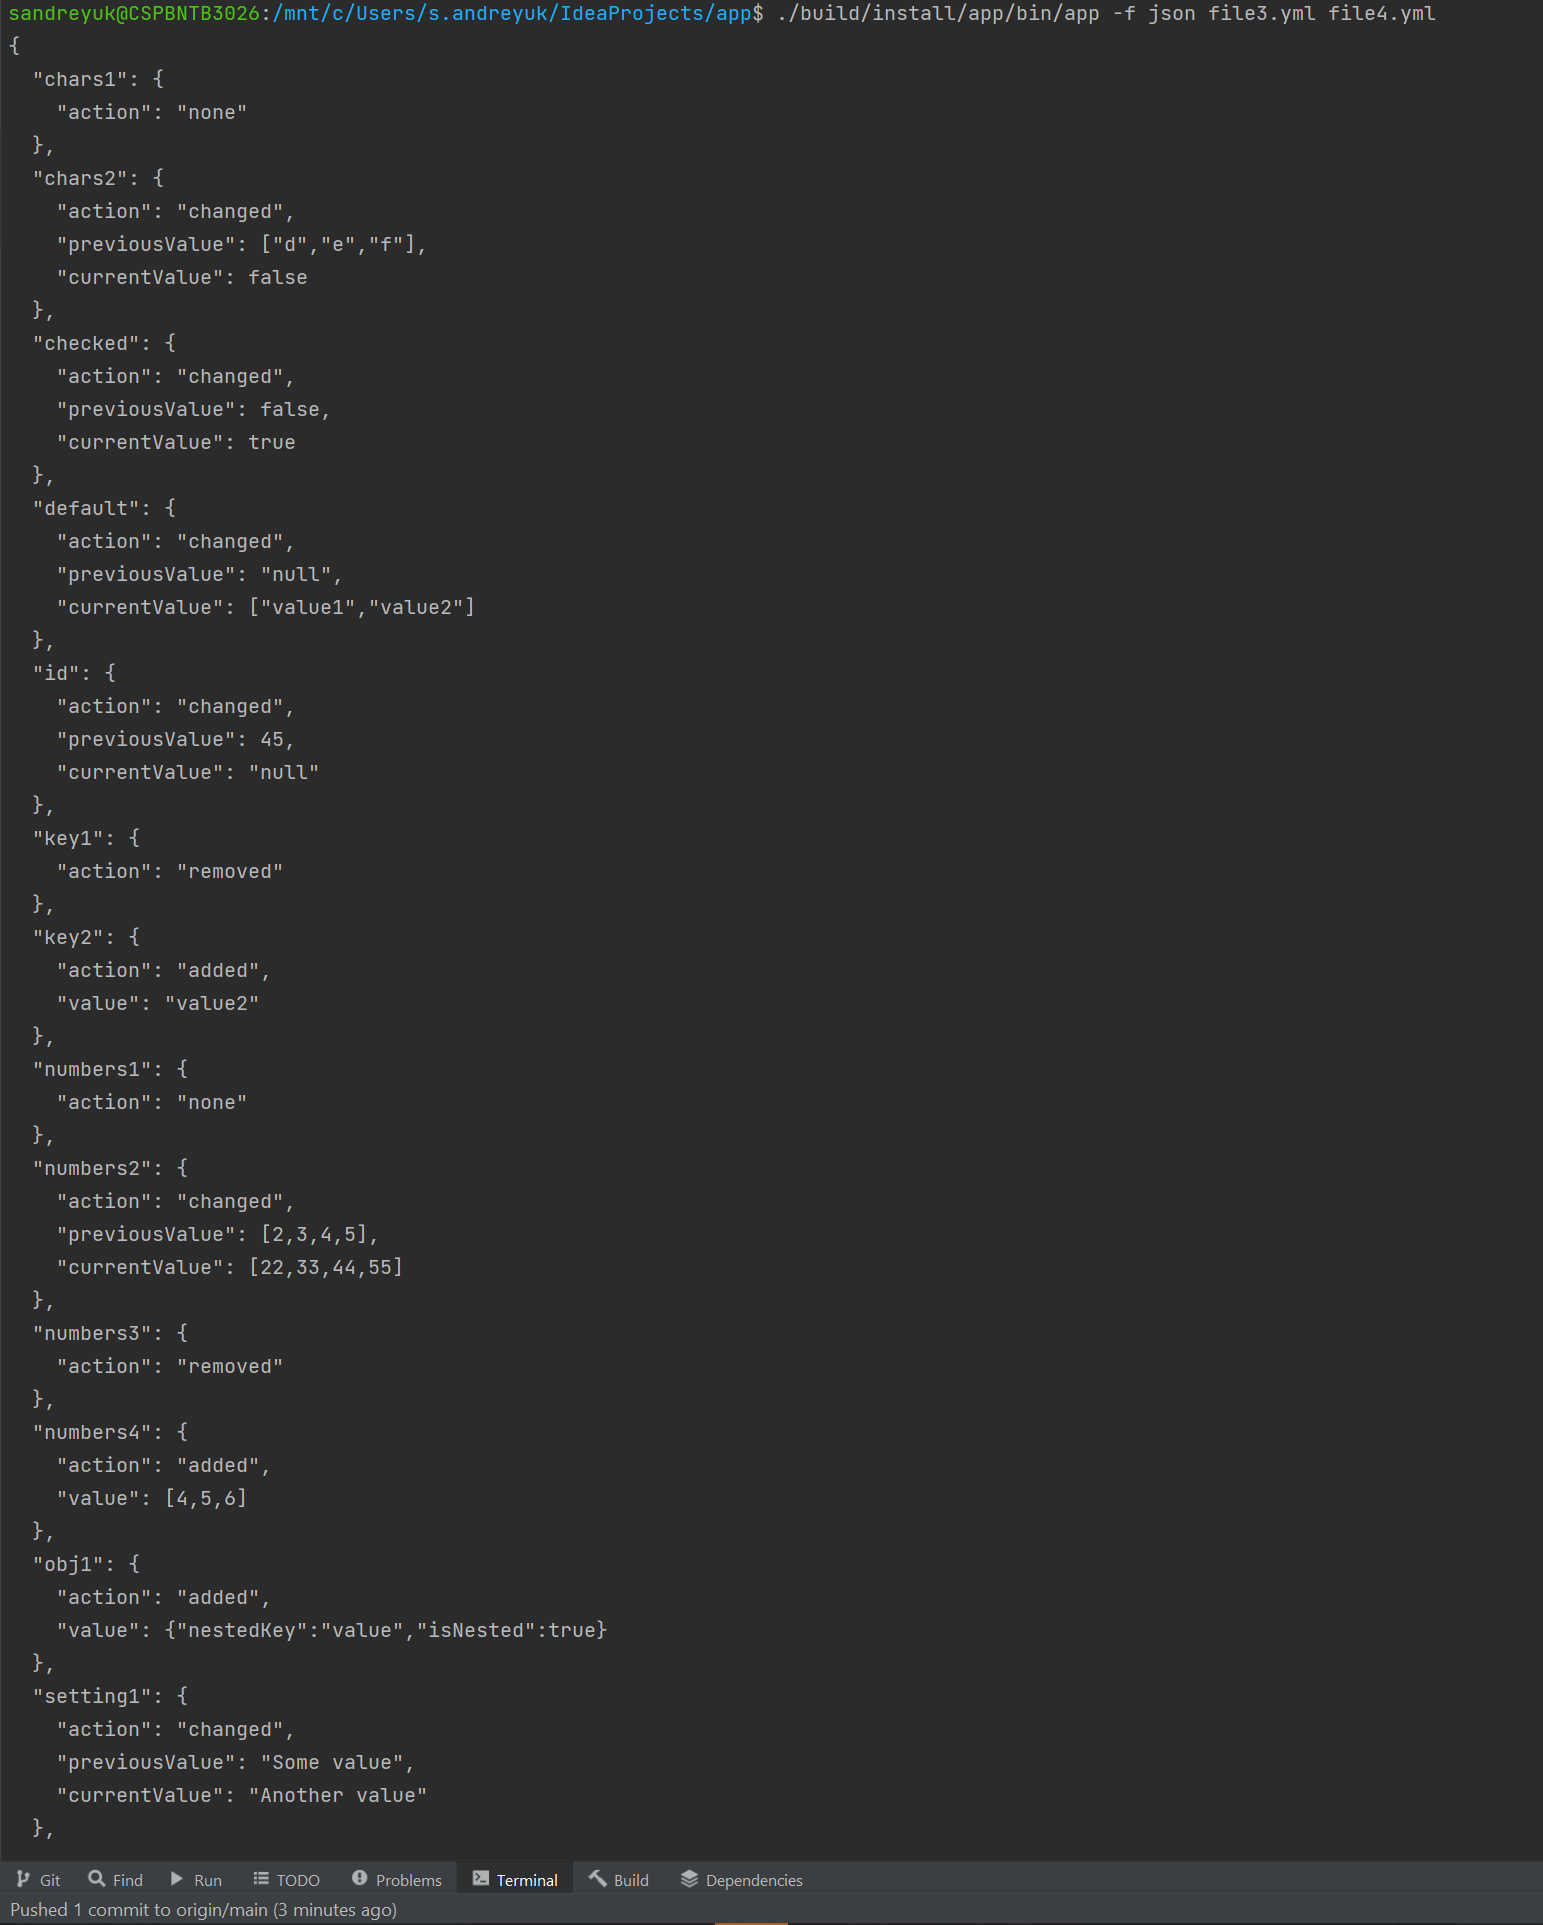 sandreyuk@CSPBNTB3026:/mnt/c/Users/s.andreyuk/IdeaProjects/app$ ./build/install/app/bin/app -f json file3.yml file4.yml
{
  "chars1": {
    "action": "none"
  },
  "chars2": {
    "action": "changed",
    "previousValue": ["d","e","f"],
    "currentValue": false
  },
  "checked": {
    "action": "changed",
    "previousValue": false,
    "currentValue": true
  },
  "default": {
    "action": "changed",
    "previousValue": "null",
    "currentValue": ["value1","value2"]
  },
  "id": {
    "action": "changed",
    "previousValue": 45,
    "currentValue": "null"
  },
  "key1": {
    "action": "removed"
  },
  "key2": {
    "action": "added",
    "value": "value2"
  },
  "numbers1": {
    "action": "none"
  },
  "numbers2": {
    "action": "changed",
    "previousValue": [2,3,4,5],
    "currentValue": [22,33,44,55]
  },
  "numbers3": {
    "action": "removed"
  },
  "numbers4": {
    "action": "added",
    "value": [4,5,6]
  },
  "obj1": {
    "action": "added",
    "value": {"nestedKey":"value","isNested":true}
  },
  "setting1": {
    "action": "changed",
    "previousValue": "Some value",
    "currentValue": "Another value"
  },
Git Find Run TODO Problems Terminal Build Dependencies
Pushed 1 commit to origin/main (3 minutes ago)